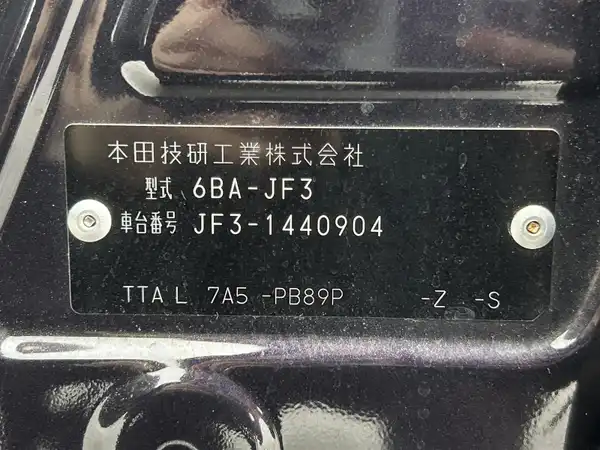 本田技研工業株式会社
型式 6BA-JF3
車台番号 JF3-1440904
TTA L 7A5 -PB89P -Z -S